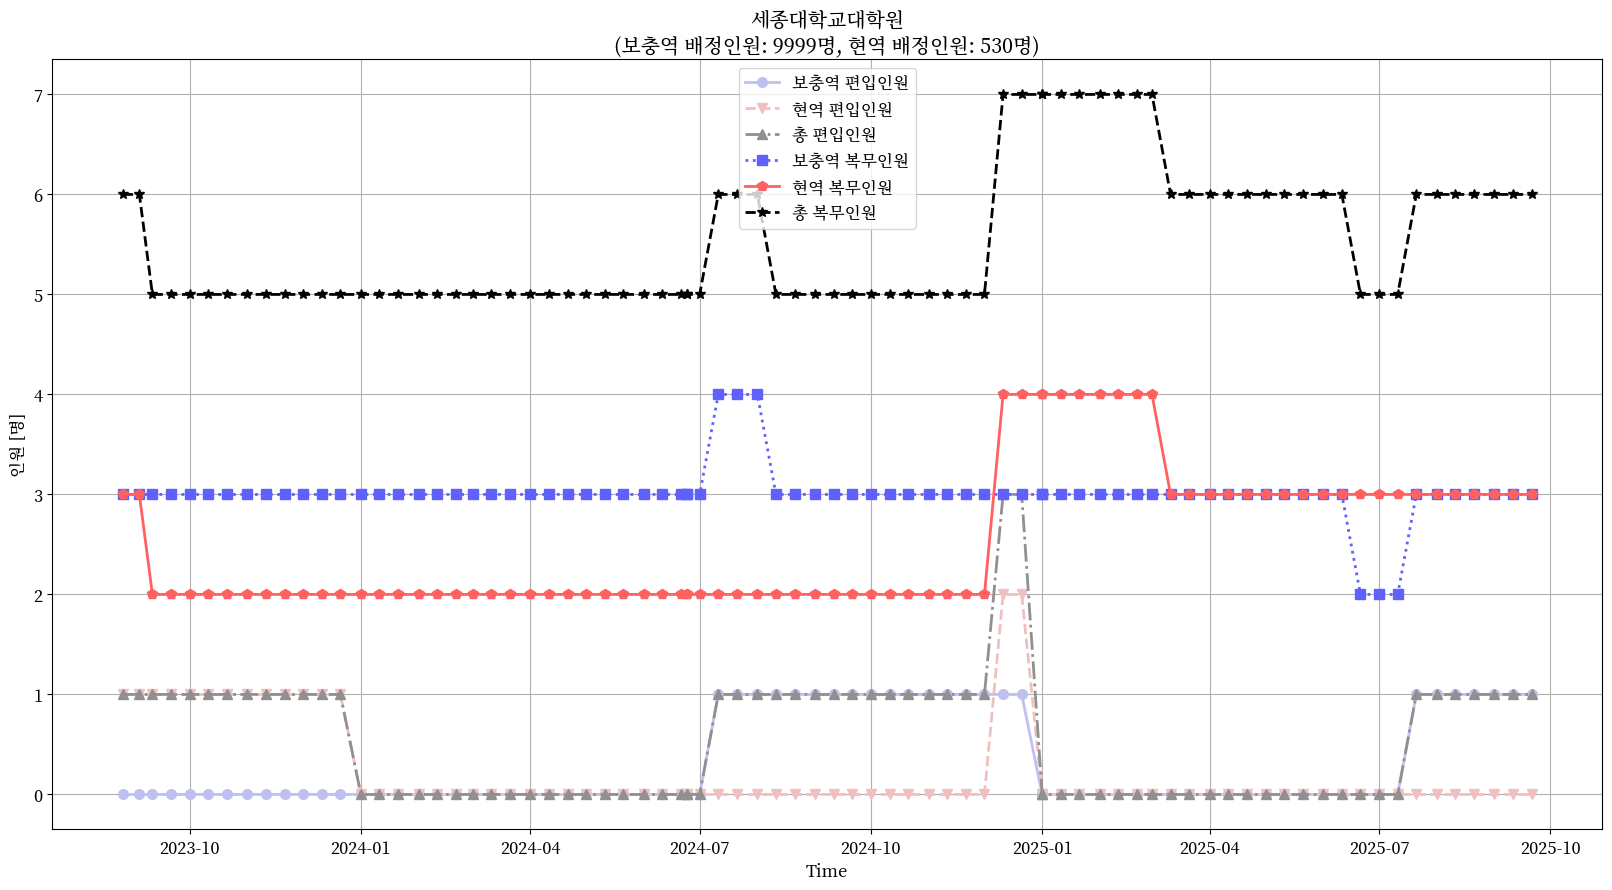 세종대학교대학원
(보충역 배정인원: 9999명, 현역 배정인원: 530명)
보충역 편입인원
현역 편입인원
총 편입인원
보충역 복무인원
현역 복무인원
총 복무인원
인원 [명]
7
6
5
4
3
2
1
0
2023-10
2024-01
2024-04
2024-07
2024-10
2025-01
2025-04
2025-07
2025-10
Time